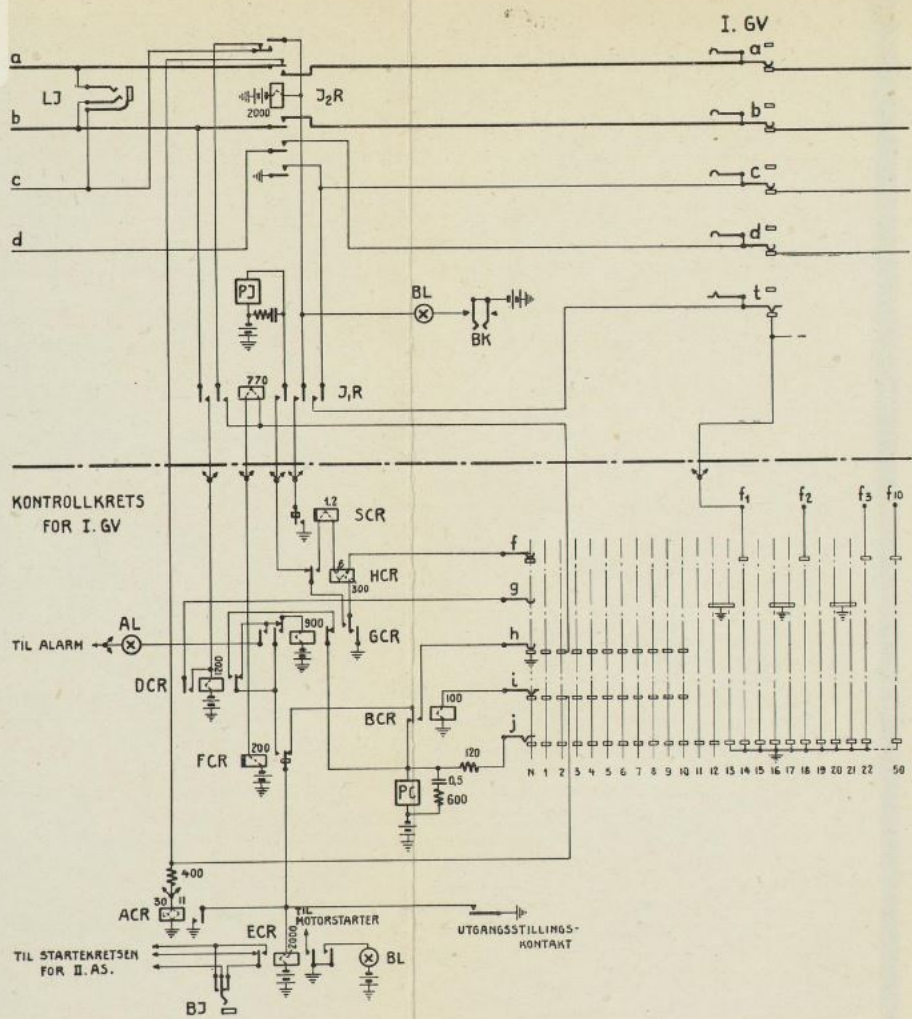 I. GV
a
a
LJ
J₂R
2000
b
b
c
c
d
d
PJ
BL
BK
t
770
J₁R
KONTROLLKRETS
FOR I. GV
1,2
SCR
f₁
f₂
f₃
f₁₀
f
HCR
300
g
AL
TIL ALARM
900
GCR
h
DCR
1200
i
BCR
100
j
FCR
200
120
PC
0,5
600
N 1 2 3 4 5 6 7 8 9 10 11 12 13 14 15 16 17 18 19 20 21 22 50
400
30 11
ACR
ECR
2000
TIL
MOTORSTARTER
UTGANGSSTILLINGS-
KONTAKT
TIL STARTEKRETSEN
FOR II. AS.
BL
BJ